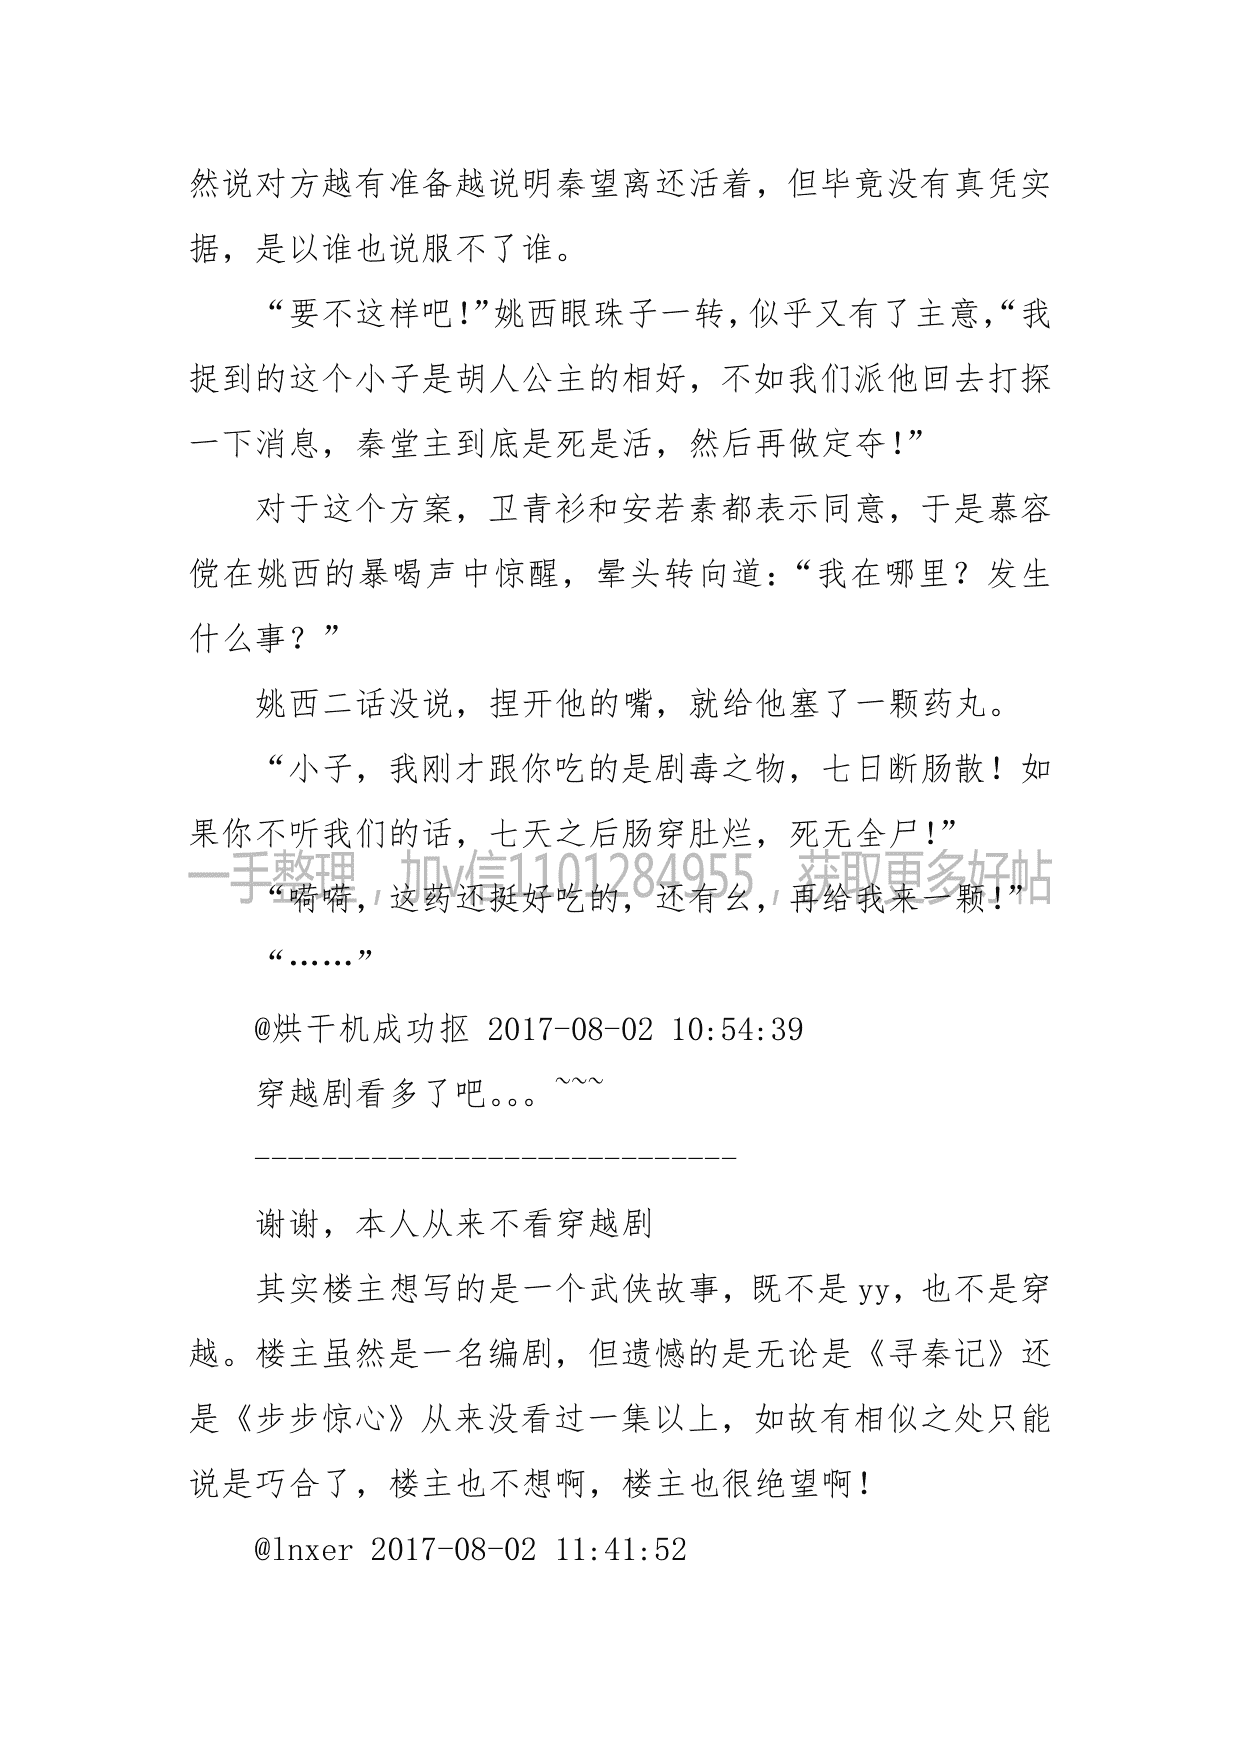 然说对方越有准备越说明秦望离还活着，但毕竟没有真凭实
据，是以谁也说服不了谁。
“要不这样吧！”姚西眼珠子一转，似乎又有了主意，“我
捉到的这个小子是胡人公主的相好，不如我们派他回去打探
一下消息，秦堂主到底是死是活，然后再做定夺！”
对于这个方案，卫青衫和安若素都表示同意，于是慕容
傥在姚西的暴喝声中惊醒，晕头转向道：“我在哪里？发生
什么事？”
姚西二话没说，捏开他的嘴，就给他塞了一颗药丸。
“小子，我刚才跟你吃的是剧毒之物，七日断肠散！如
果你不听我们的话，七天之后肠穿肚烂，死无全尸！”
一手整理，加v信1101284955，获取更多好帖
“嗬嗬，这药还挺好吃的，还有幺，再给我来一颗！”
“……”
@烘干机成功抠 2017-08-02 10:54:39
穿越剧看多了吧。。。~~~
-----------------------------
谢谢，本人从来不看穿越剧
其实楼主想写的是一个武侠故事，既不是 yy，也不是穿
越。楼主虽然是一名编剧，但遗憾的是无论是《寻秦记》还
是《步步惊心》从来没看过一集以上，如故有相似之处只能
说是巧合了，楼主也不想啊，楼主也很绝望啊！
@lnxer 2017-08-02 11:41:52